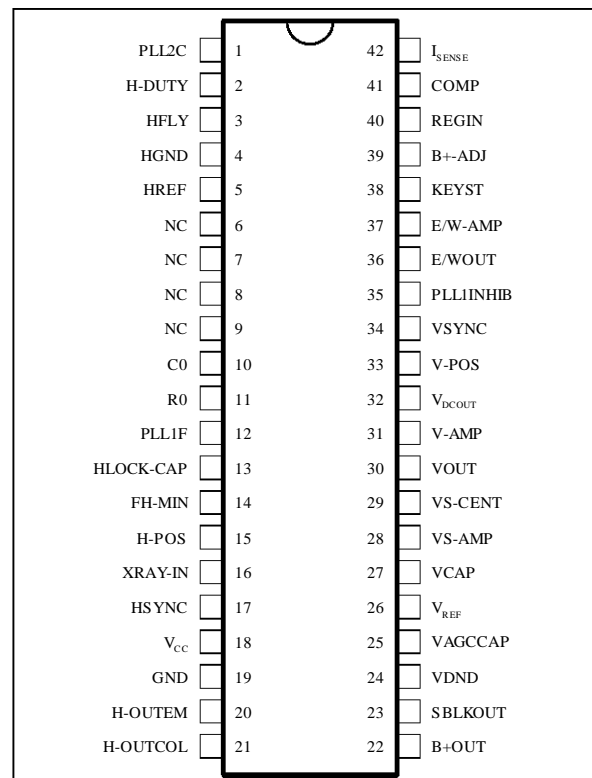 PLL2C 1 42 I_SENSE
H-DUTY 2 41 COMP
HFLY 3 40 REGIN
HGND 4 39 B+-ADJ
HREF 5 38 KEYST
NC 6 37 E/W-AMP
NC 7 36 E/WOUT
NC 8 35 PLL1INHIB
NC 9 34 VSYNC
C0 10 33 V-POS
R0 11 32 V_DCOUT
PLL1F 12 31 V-AMP
HLOCK-CAP 13 30 VOUT
FH-MIN 14 29 VS-CENT
H-POS 15 28 VS-AMP
XRAY-IN 16 27 VCAP
HSYNC 17 26 V_REF
V_CC 18 25 VAGCCAP
GND 19 24 VDND
H-OUTEM 20 23 SBLKOUT
H-OUTCOL 21 22 B+OUT